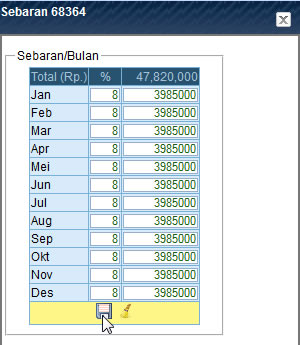 Sebaran 68364
Sebaran/Bulan
Total (Rp.) % 47,820,000
Jan 8 3985000
Feb 8 3985000
Mar 8 3985000
Apr 8 3985000
Mei 8 3985000
Jun 8 3985000
Jul 8 3985000
Aug 8 3985000
Sep 8 3985000
Okt 8 3985000
Nov 8 3985000
Des 8 3985000